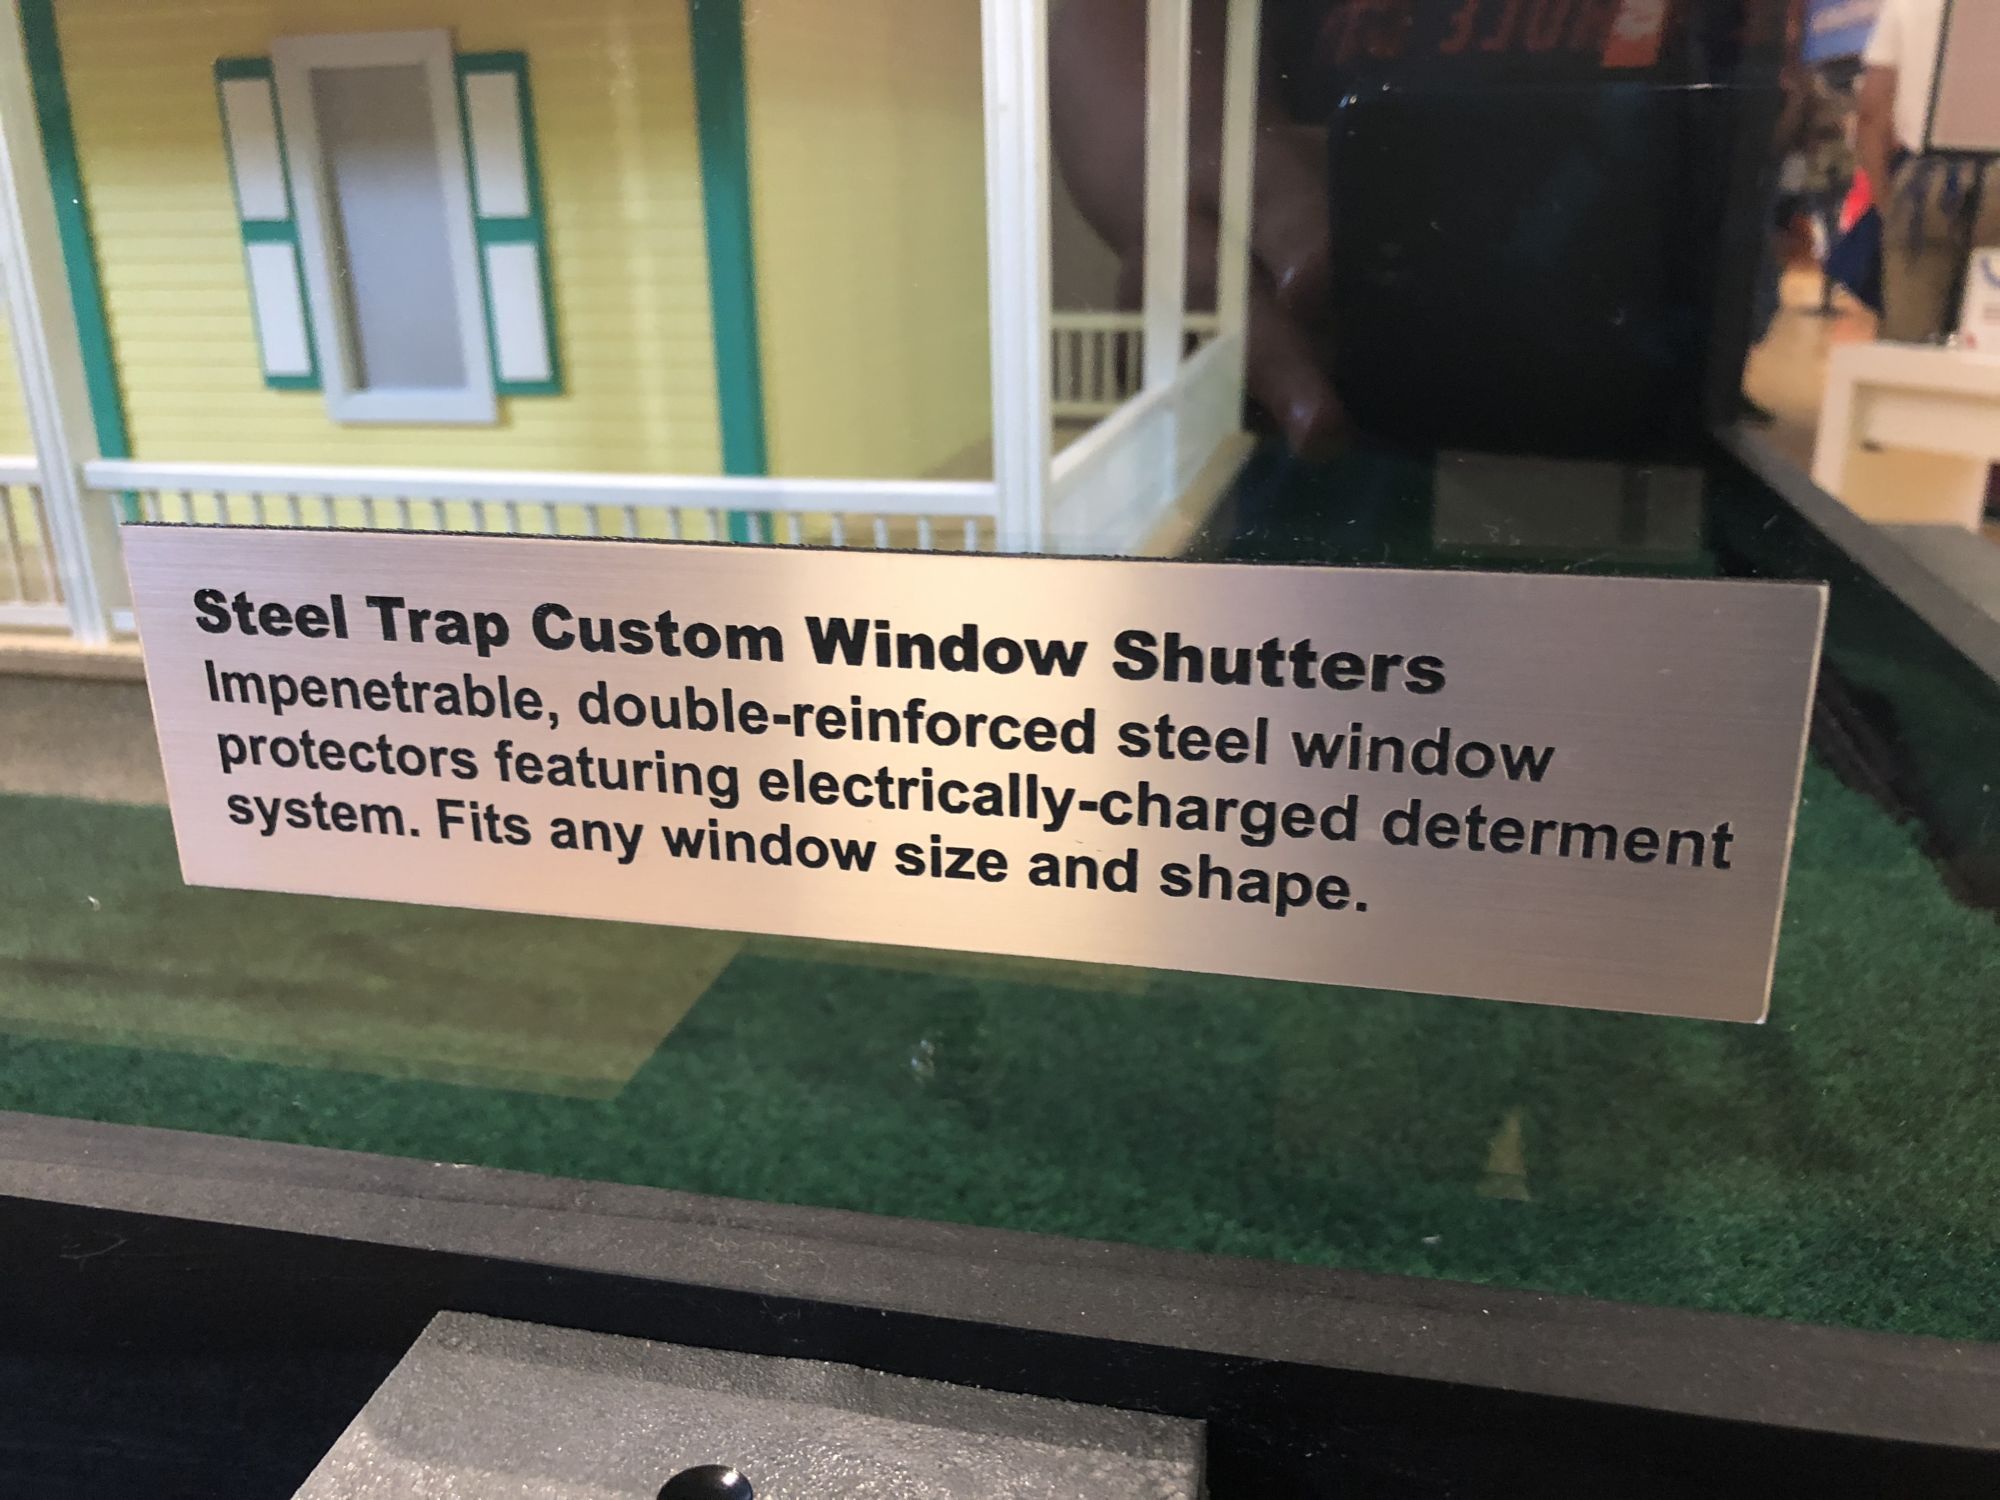 Steel Trap Custom Window Shutters
Impenetrable, double-reinforced steel window
protectors featuring electrically-charged determent
system. Fits any window size and shape.